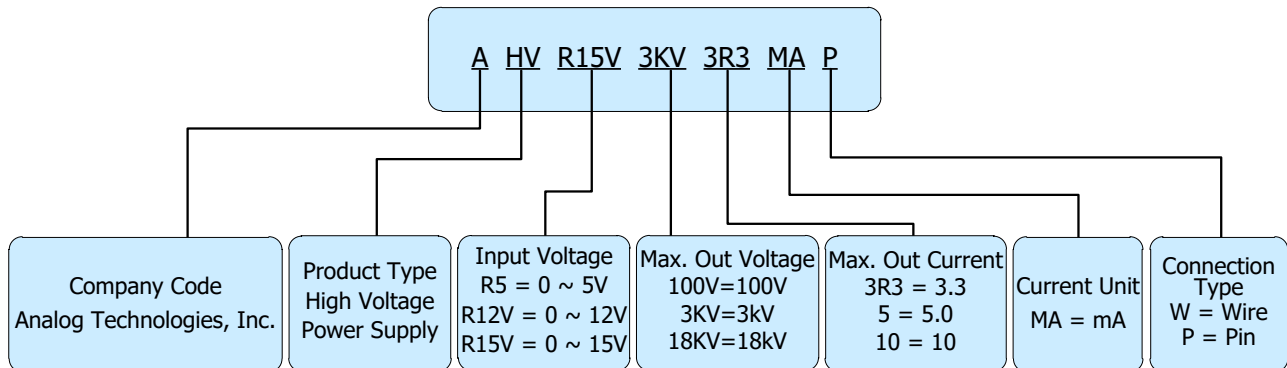 A HV R15V 3KV 3R3 MA P
Company Code
Analog Technologies, Inc.
Product Type
High Voltage
Power Supply
Input Voltage
R5 = 0 ~ 5V
R12V = 0 ~ 12V
R15V = 0 ~ 15V
Max. Out Voltage
100V=100V
3KV=3kV
18KV=18kV
Max. Out Current
3R3 = 3.3
5 = 5.0
10 = 10
Current Unit
MA = mA
Connection
Type
W = Wire
P = Pin